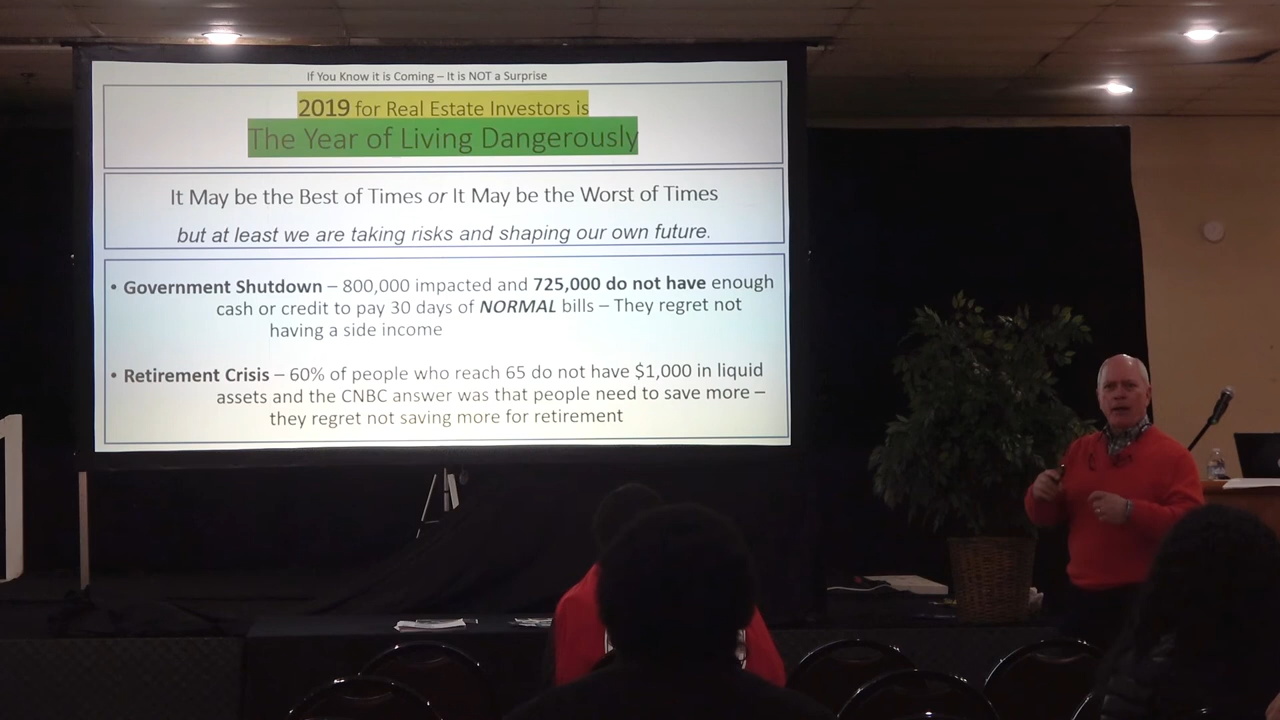 If You Know it is Coming – It is NOT a Surprise
2019 for Real Estate Investors is
The Year of Living Dangerously
It May be the Best of Times or It May be the Worst of Times
but at least we are taking risks and shaping our own future.
• Government Shutdown – 800,000 impacted and 725,000 do not have enough
cash or credit to pay 30 days of NORMAL bills – They regret not
having a side income
• Retirement Crisis – 60% of people who reach 65 do not have $1,000 in liquid
assets and the CNBC answer was that people need to save more –
they regret not saving more for retirement